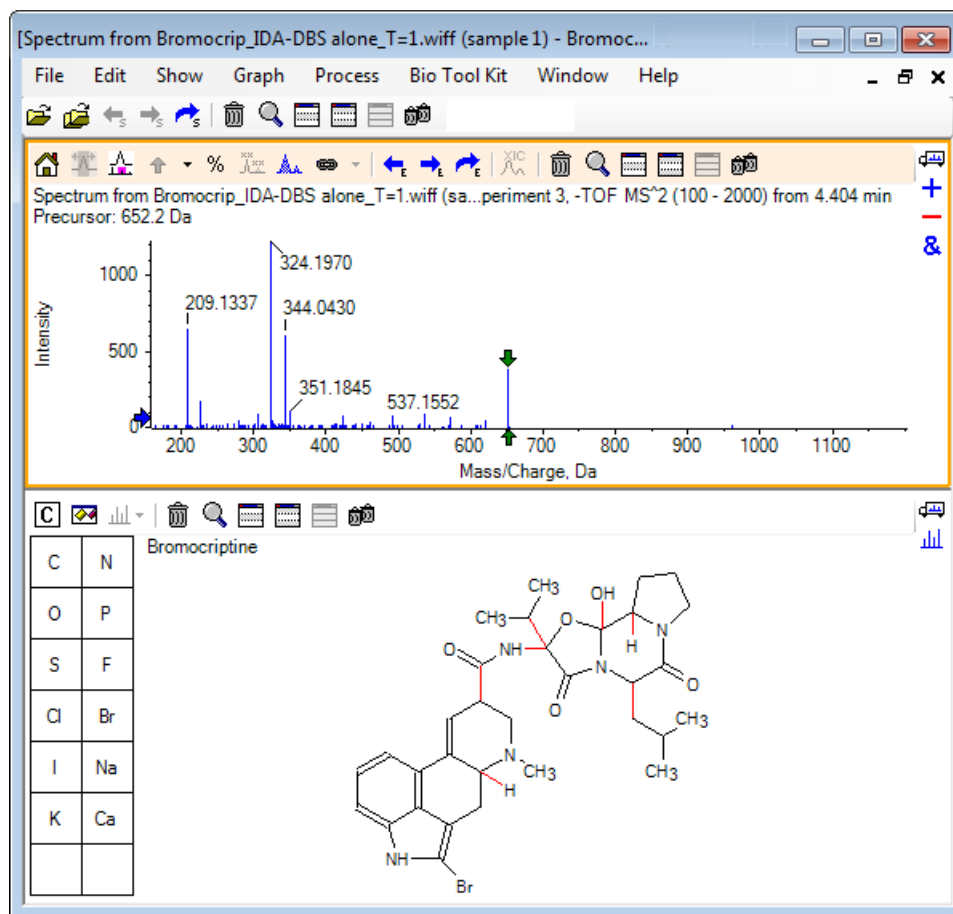 [Spectrum from Bromocrip_IDA-DBS alone_T=1.wiff (sample 1) - Bromoc...
File Edit Show Graph Process Bio Tool Kit Window Help
S S S
% E E E XIC
Spectrum from Bromocrip_IDA-DBS alone_T=1.wiff (sa...periment 3, -TOF MS^2 (100 - 2000) from 4.404 min
Precursor: 652.2 Da
+
&
Intensity
1000
500
0
324.1970
209.1337
344.0430
351.1845
537.1552
200 300 400 500 600 700 800 900 1000 1100
Mass/Charge, Da
C
Bromocriptine
C N
O P
S F
Cl Br
I Na
K Ca
CH3
OH
CH3
O
H
N
O
NH
N
O
O
CH3
N
CH3
CH3
H
NH
Br